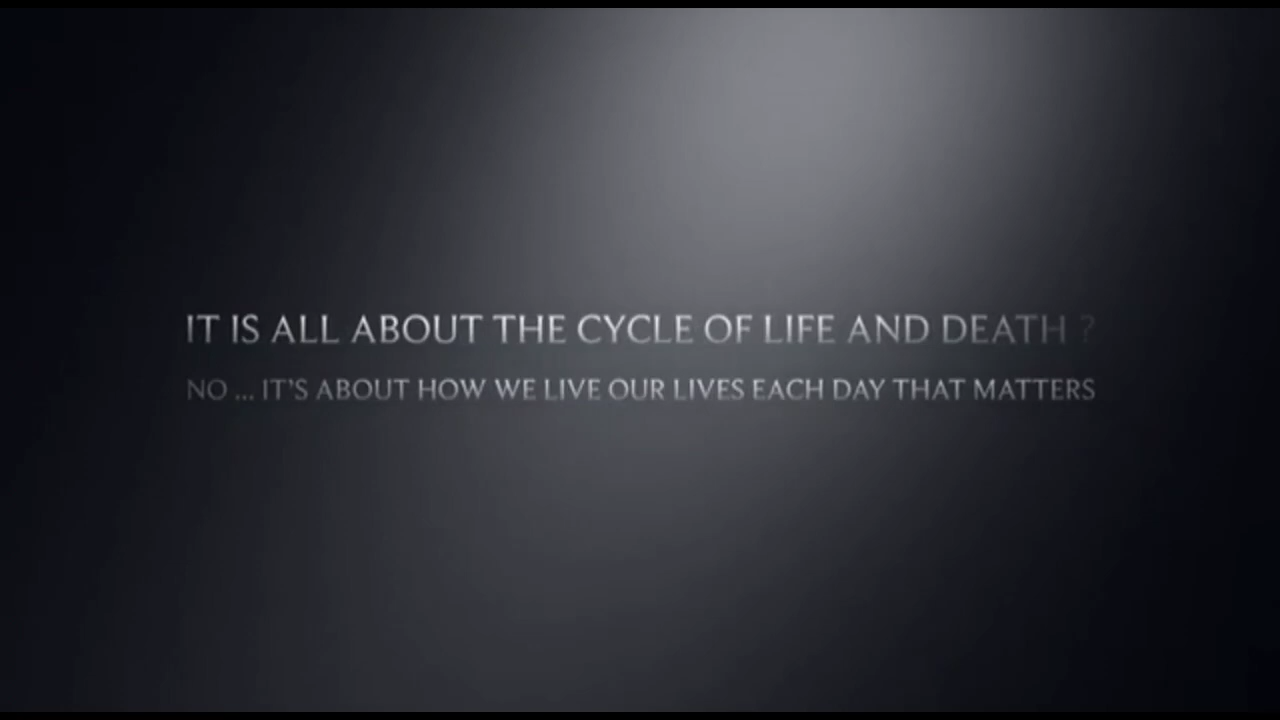 IT IS ALL ABOUT THE CYCLE OF LIFE AND DEATH ?
NO ... IT'S ABOUT HOW WE LIVE OUR LIVES EACH DAY THAT MATTERS